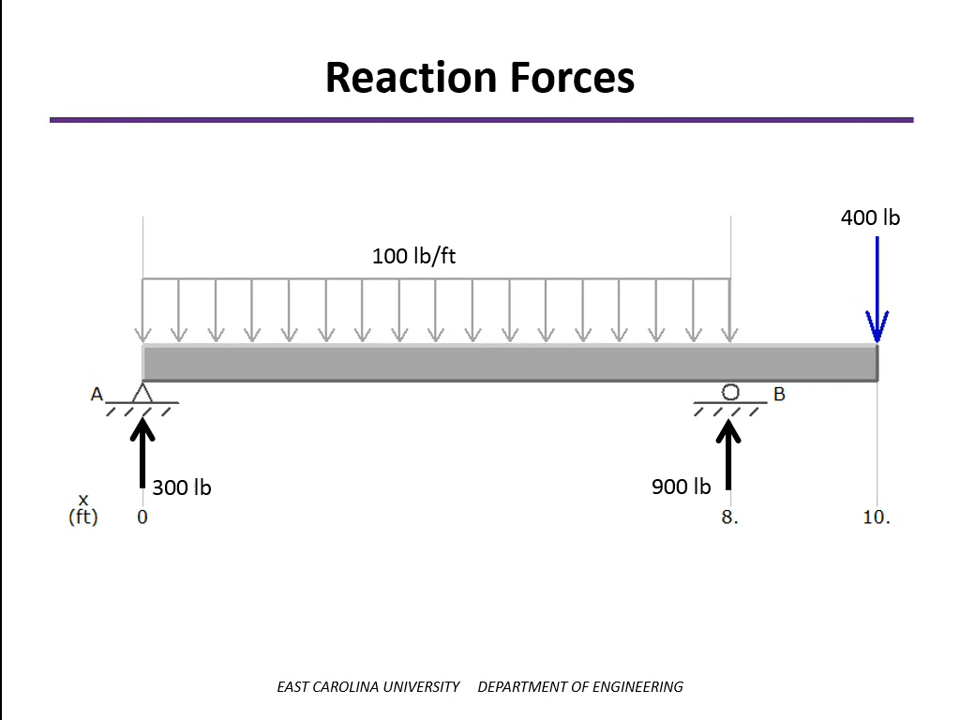 Reaction Forces
400 lb
100 lb/ft
A
B
300 lb
900 lb
x
(ft)
0
8.
10.
EAST CAROLINA UNIVERSITY DEPARTMENT OF ENGINEERING